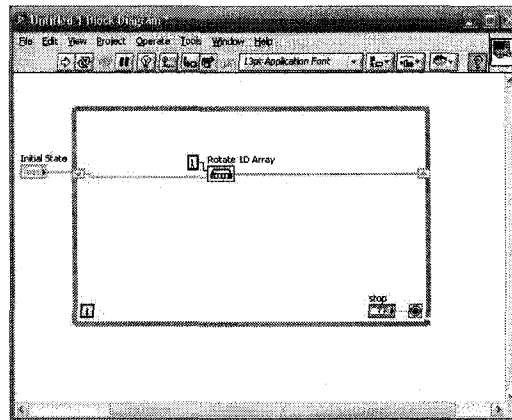 Untitled 1 Block Diagram *
File Edit View Project Operate Tools Window Help
13pt Application Font
Initial State
Rotate 1D Array
stop
i